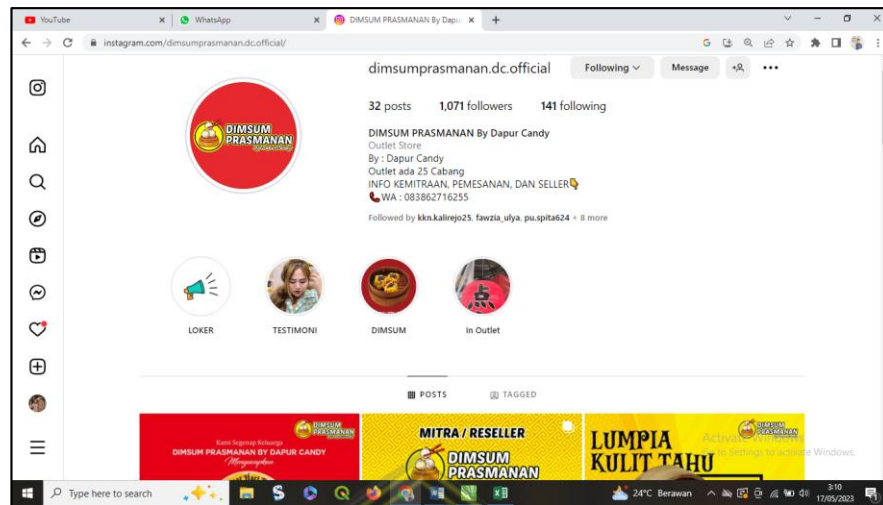 YouTube
WhatsApp
DIMSUM PRASMANAN By Dapur
instagram.com/dimsumprasmanan.dc.official/
dimsumprasmanan.dc.official
Following
Message
32 posts 1,071 followers 141 following
DIMSUM PRASMANAN By Dapur Candy
Outlet Store
By : Dapur Candy
Outlet ada 25 Cabang
INFO KEMITRAAN, PEMESANAN, DAN SELLER
WA : 083862716255
Followed by kkn.kalirejo25, fawzia_ulya, pu.spita624 + 8 more
DIMSUM
PRASMANAN
点
LOKER
TESTIMONI
DIMSUM
In Outlet
POSTS
TAGGED
DIMSUM
PRASMANAN
Kami Segenap Keluarga
DIMSUM PRASMANAN BY DAPUR CANDY
Mengucapkan
MITRA / RESELLER
DIMSUM
PRASMANAN
DIMSUM
PRASMANAN
LUMPIA
KULIT TAHU
Activate Windows
Go to Settings to activate Windows.
Type here to search
24°C Berawan
3:10
17/05/2023